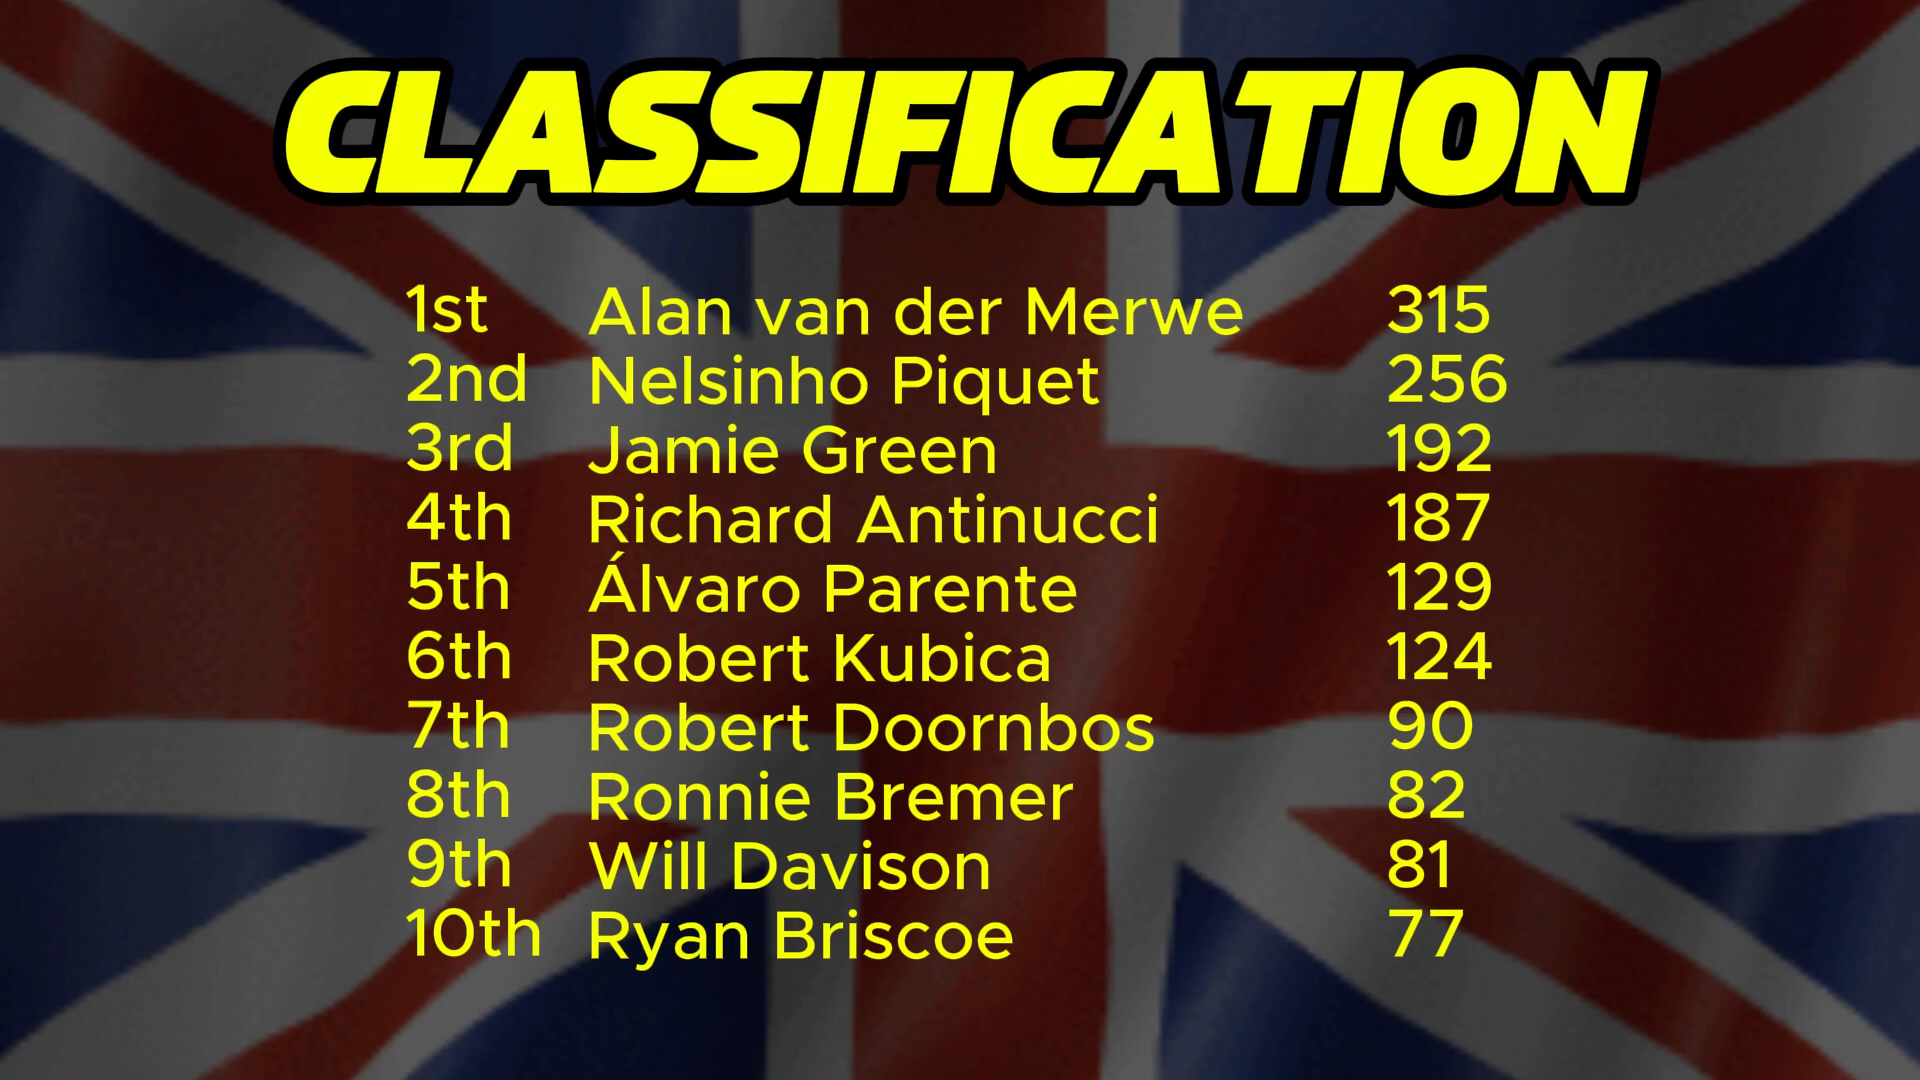 CLASSIFICATION
1st Alan van der Merwe 315
2nd Nelsinho Piquet 256
3rd Jamie Green 192
4th Richard Antinucci 187
5th Álvaro Parente 129
6th Robert Kubica 124
7th Robert Doornbos 90
8th Ronnie Bremer 82
9th Will Davison 81
10th Ryan Briscoe 77